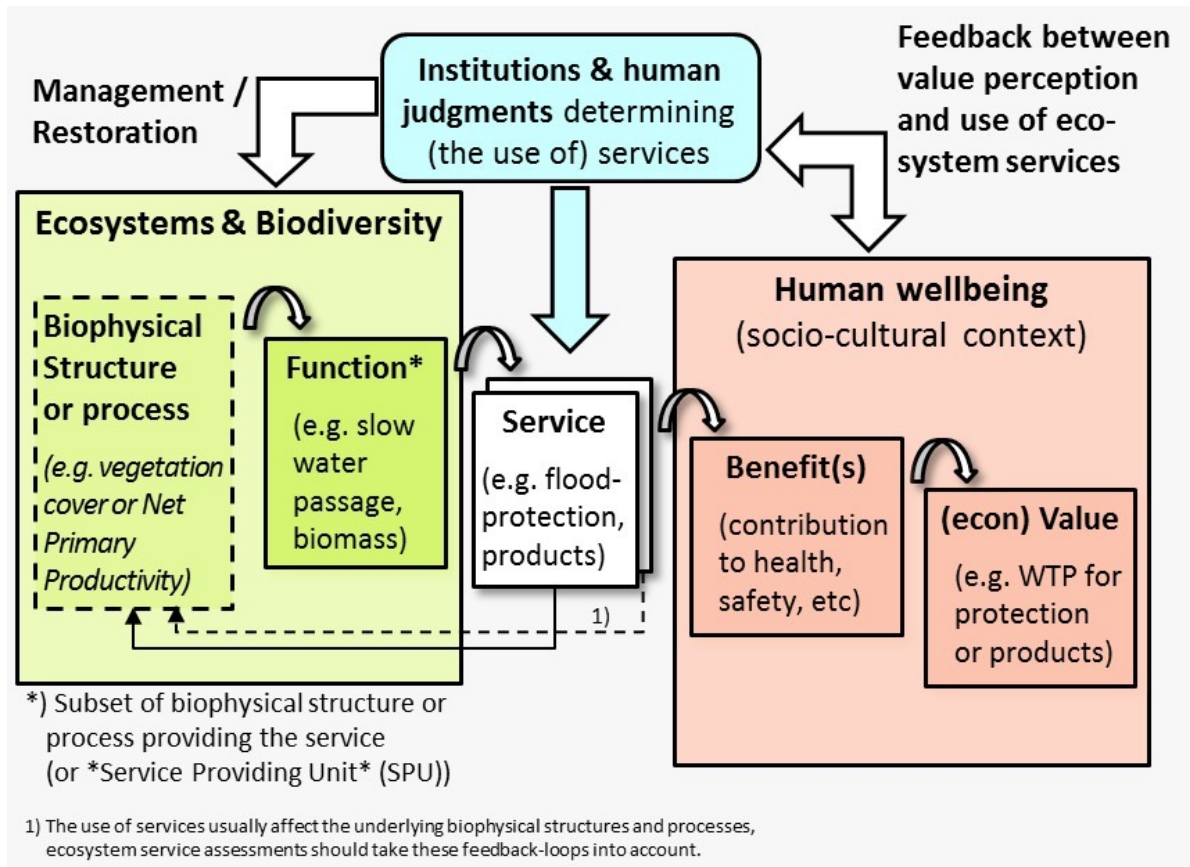 Management /
Restoration
Institutions & human
judgments determining
(the use of) services
Feedback between
value perception
and use of eco-
system services
Ecosystems & Biodiversity
Biophysical
Structure
or process
(e.g. vegetation
cover or Net
Primary
Productivity)
Function*
(e.g. slow
water
passage,
biomass)
Service
(e.g. flood-
protection,
products)
Human wellbeing
(socio-cultural context)
Benefit(s)
(contribution
to health,
safety, etc)
(econ) Value
(e.g. WTP for
protection
or products)
1)
*) Subset of biophysical structure or
process providing the service
(or *Service Providing Unit* (SPU))
1) The use of services usually affect the underlying biophysical structures and processes,
ecosystem service assessments should take these feedback-loops into account.